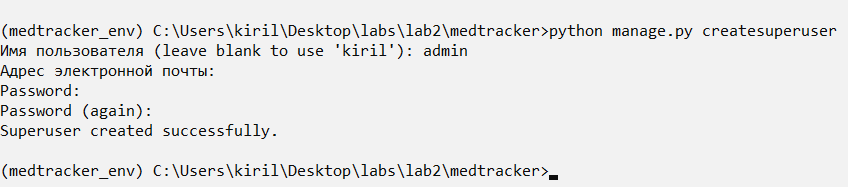 (medtracker_env) C:\Users\kiril\Desktop\labs\lab2\medtracker>python manage.py createsuperuser
Имя пользователя (leave blank to use 'kiril'): admin
Адрес электронной почты:
Password:
Password (again):
Superuser created successfully.
(medtracker_env) C:\Users\kiril\Desktop\labs\lab2\medtracker>